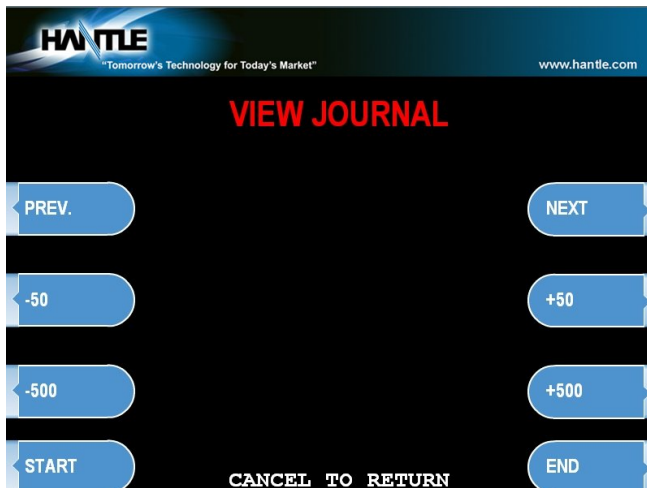 HANTLE
"Tomorrow's Technology for Today's Market"
www.hantle.com
VIEW JOURNAL
PREV.
NEXT
-50
+50
-500
+500
START
END
CANCEL TO RETURN